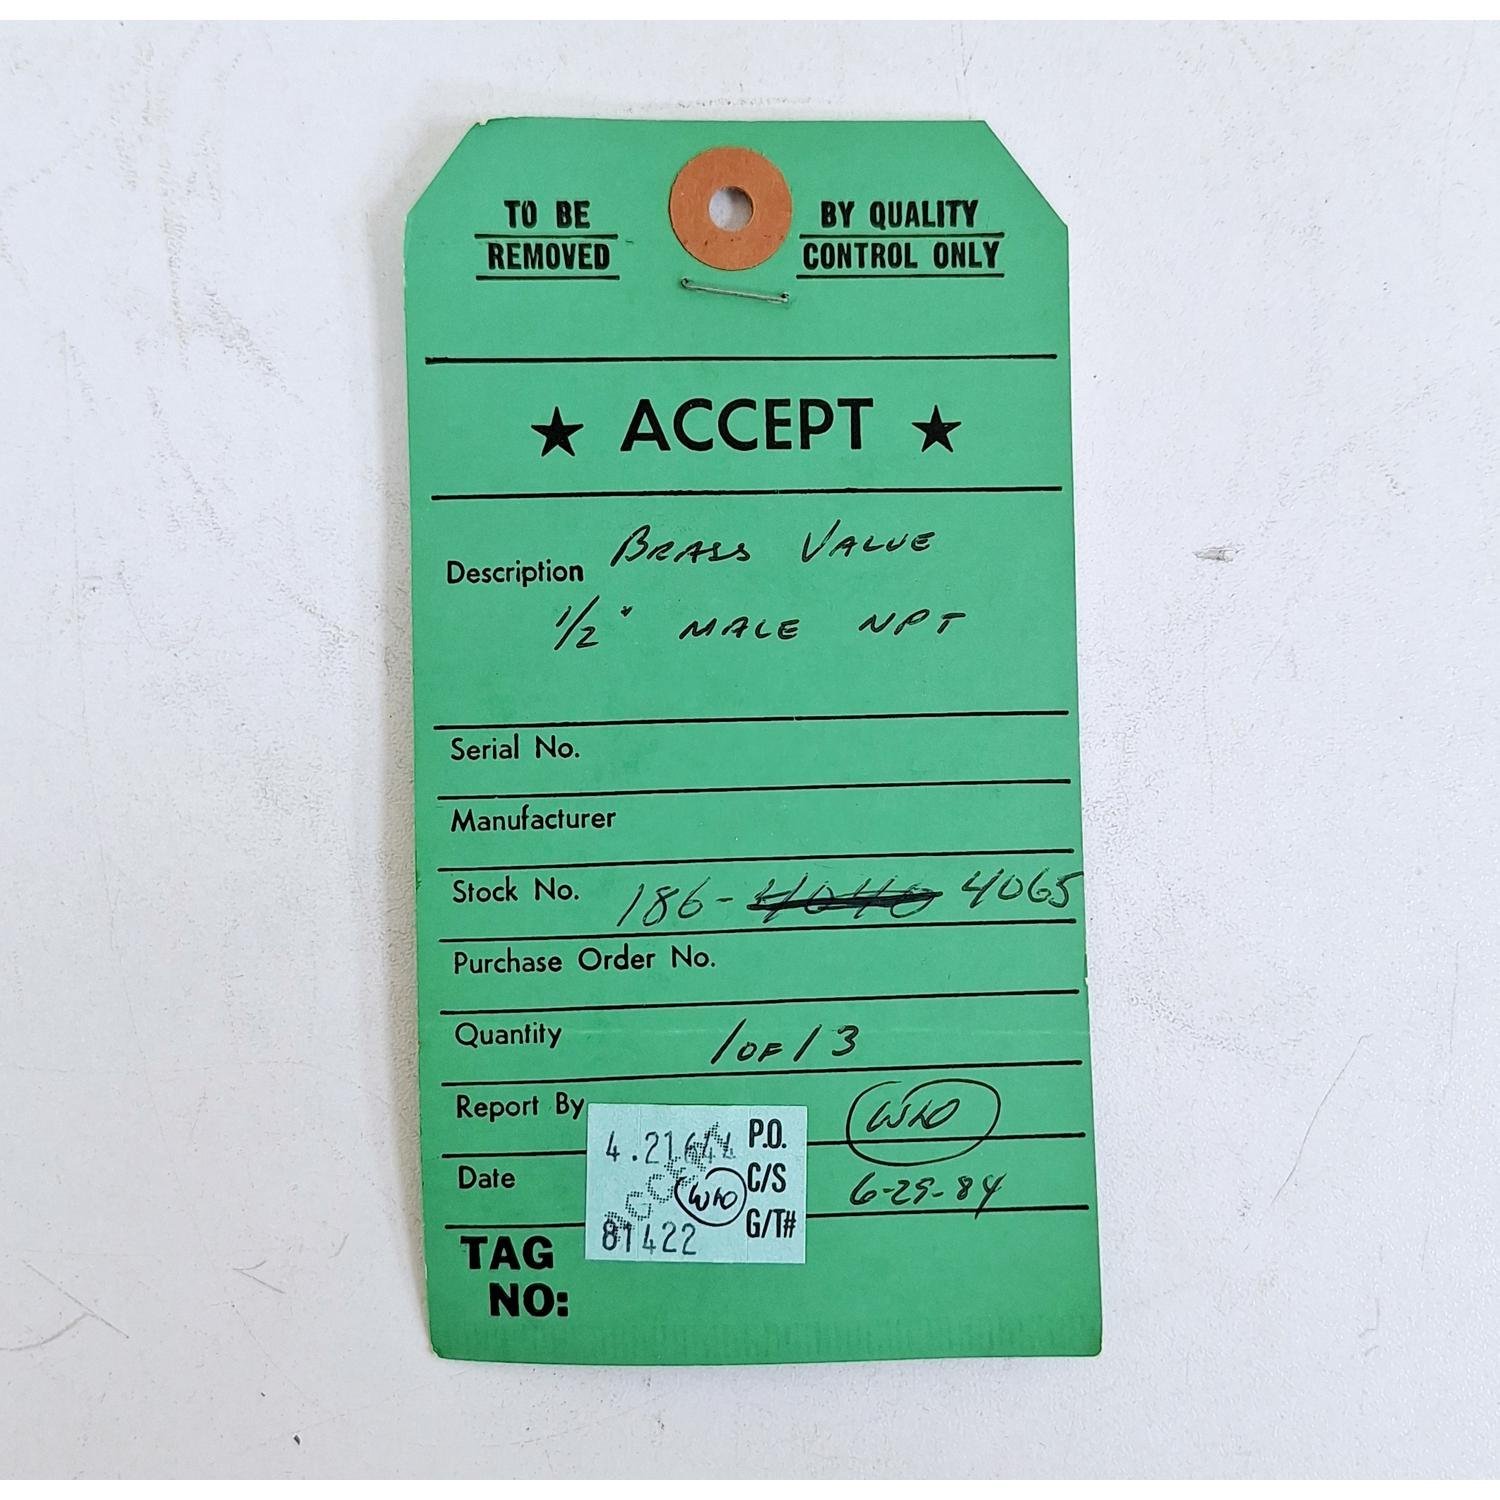 TO BE
REMOVED
BY QUALITY
CONTROL ONLY
★ ACCEPT ★
Description BRASS VALVE
1/2" MALE NPT
Serial No.
Manufacturer
Stock No. 186- 4065
Purchase Order No.
Quantity 1 OF 13
Report By
P.O.
C/S
81422 G/T#
Date 6-29-84
TAG
NO: